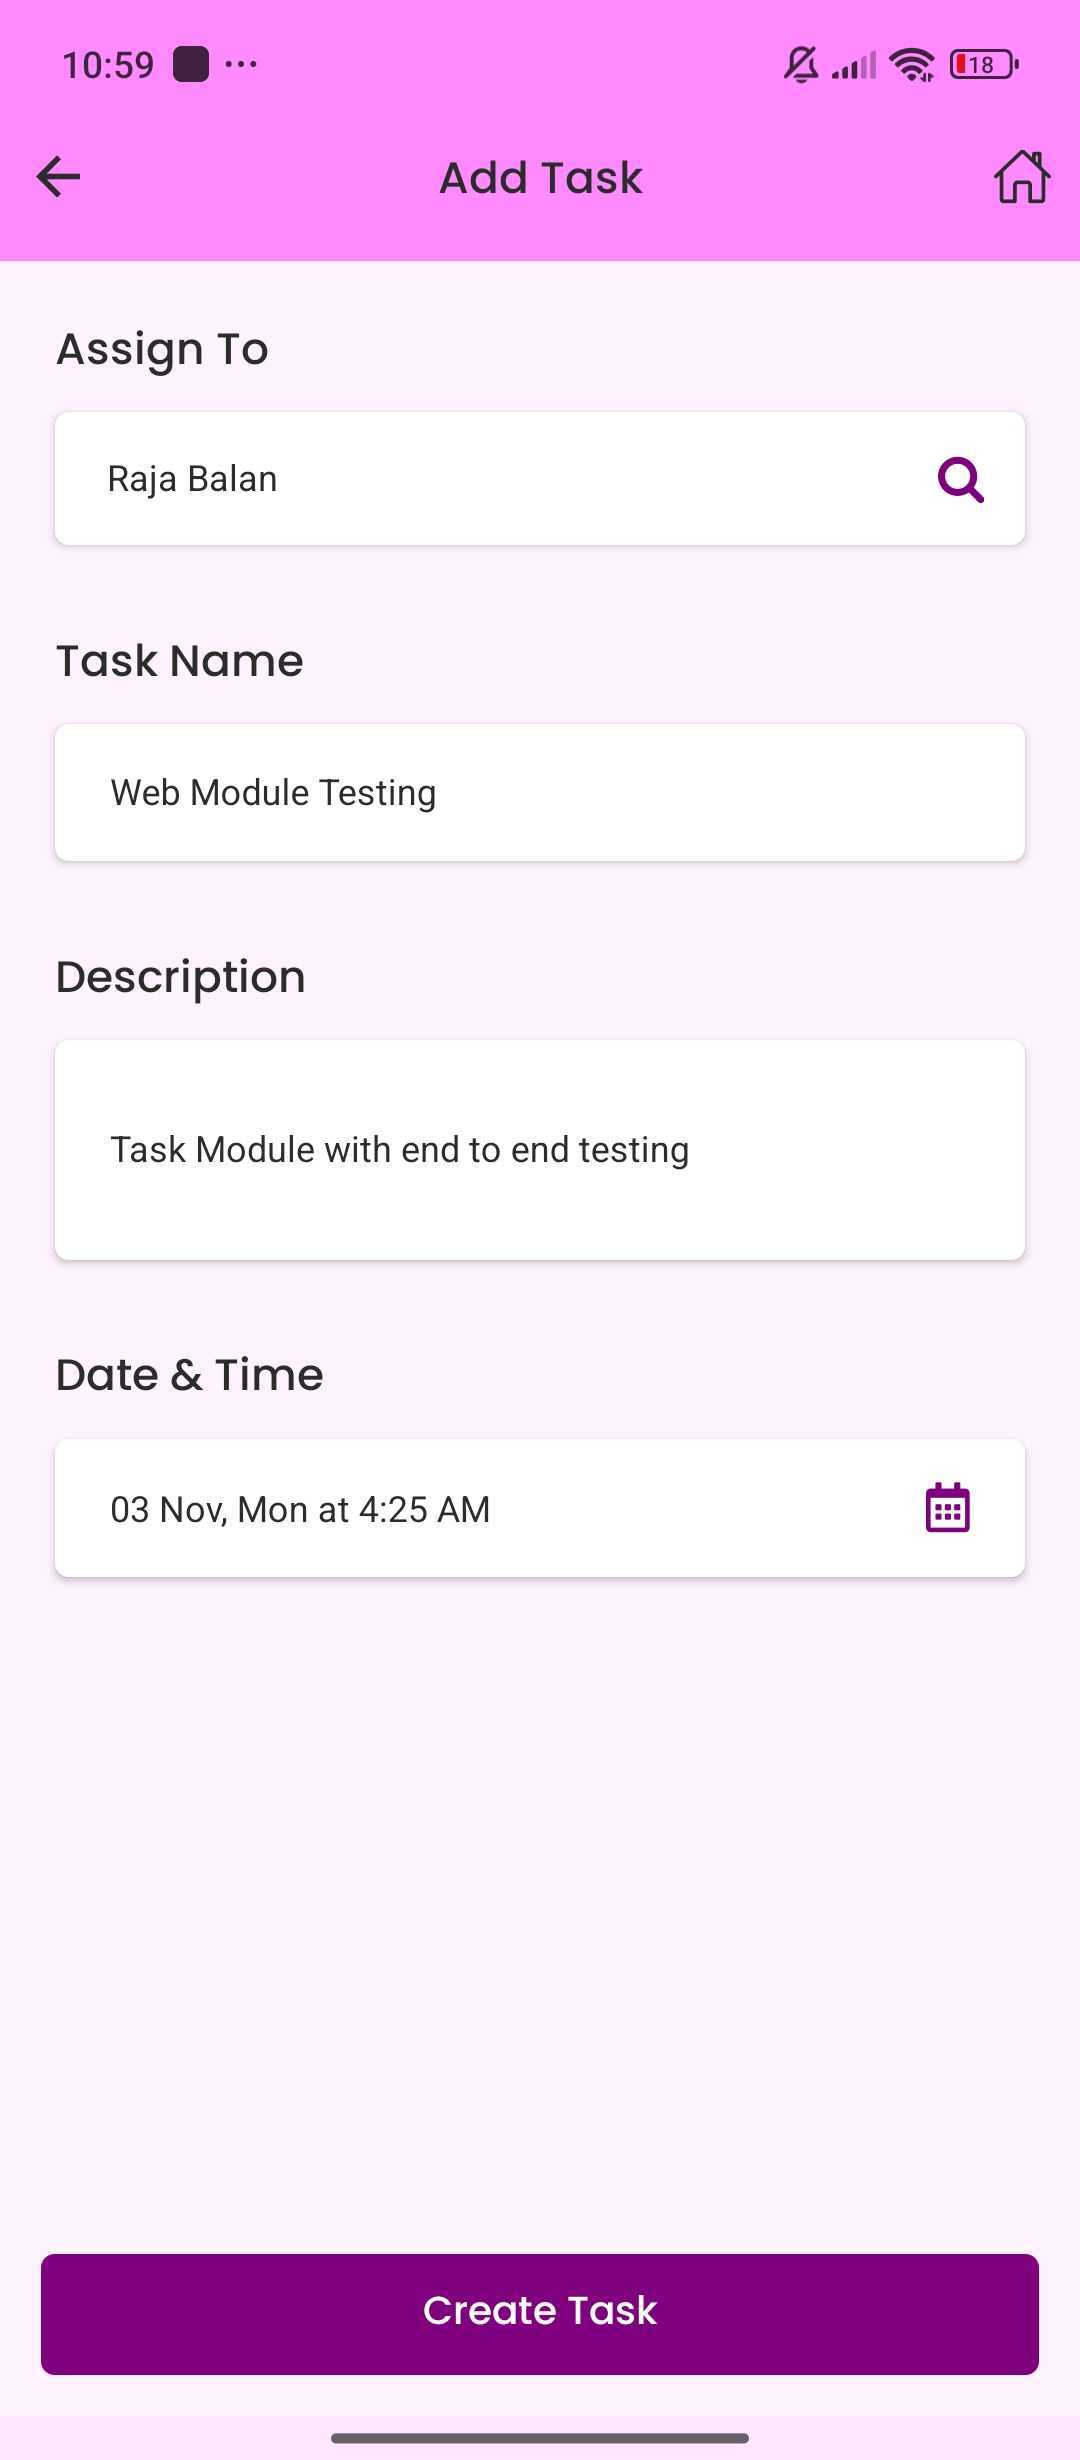 10:59
18
Add Task
Assign To
Raja Balan
Task Name
Web Module Testing
Description
Task Module with end to end testing
Date & Time
03 Nov, Mon at 4:25 AM
Create Task